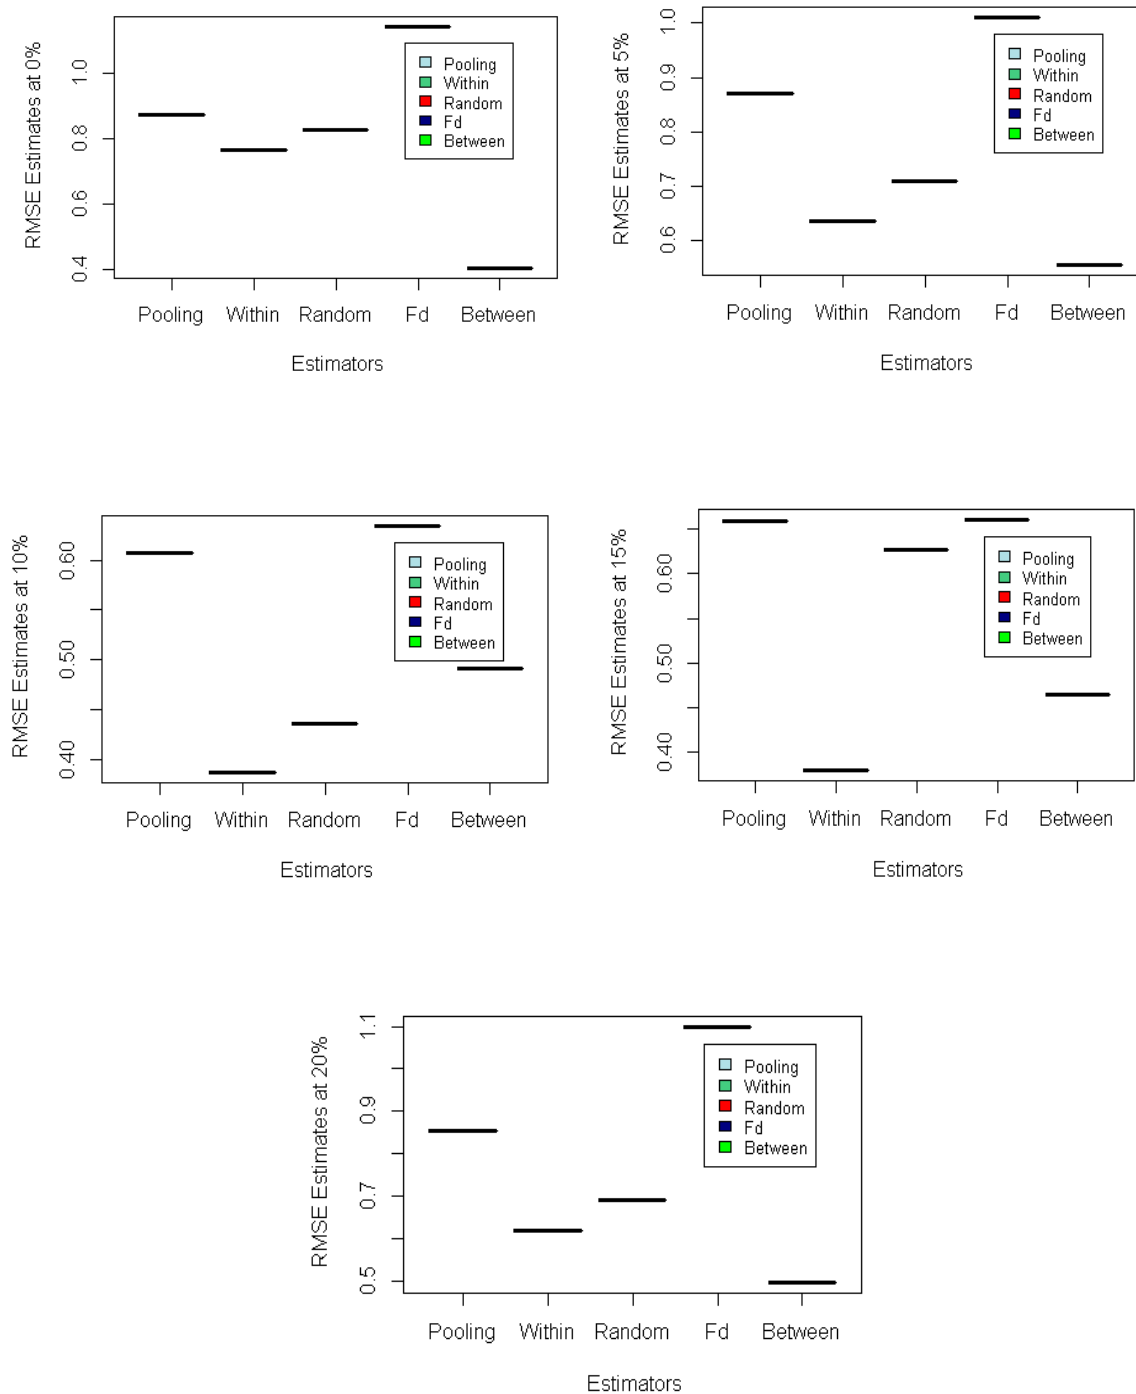 RMSE Estimates at 0%
1.0
0.8
0.6
0.4
Pooling
Within
Random
Fd
Between
Pooling Within Random Fd Between
Estimators
RMSE Estimates at 5%
1.0
0.9
0.8
0.7
0.6
Pooling
Within
Random
Fd
Between
Pooling Within Random Fd Between
Estimators
RMSE Estimates at 10%
0.60
0.50
0.40
Pooling
Within
Random
Fd
Between
Pooling Within Random Fd Between
Estimators
RMSE Estimates at 15%
0.60
0.50
0.40
Pooling
Within
Random
Fd
Between
Pooling Within Random Fd Between
Estimators
RMSE Estimates at 20%
1.1
0.9
0.7
0.5
Pooling
Within
Random
Fd
Between
Pooling Within Random Fd Between
Estimators